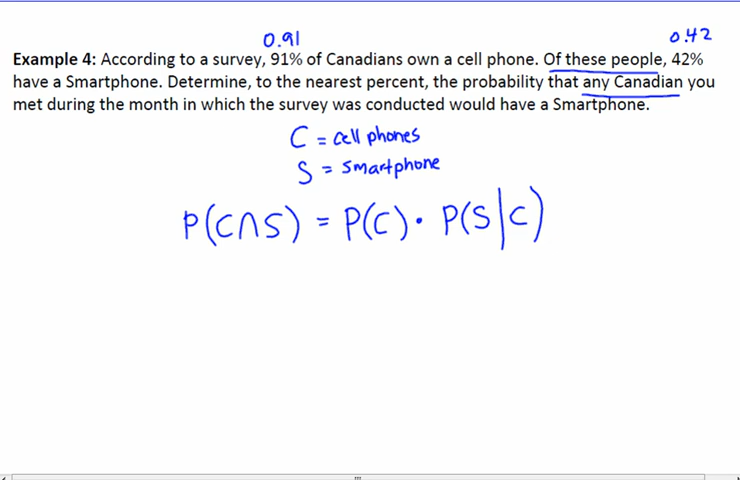 0.91 0.42
Example 4: According to a survey, 91% of Canadians own a cell phone. Of these people, 42%
have a Smartphone. Determine, to the nearest percent, the probability that any Canadian you
met during the month in which the survey was conducted would have a Smartphone.
C = cell phones
S = smartphone
P(C∩S) = P(C) · P(S|C)